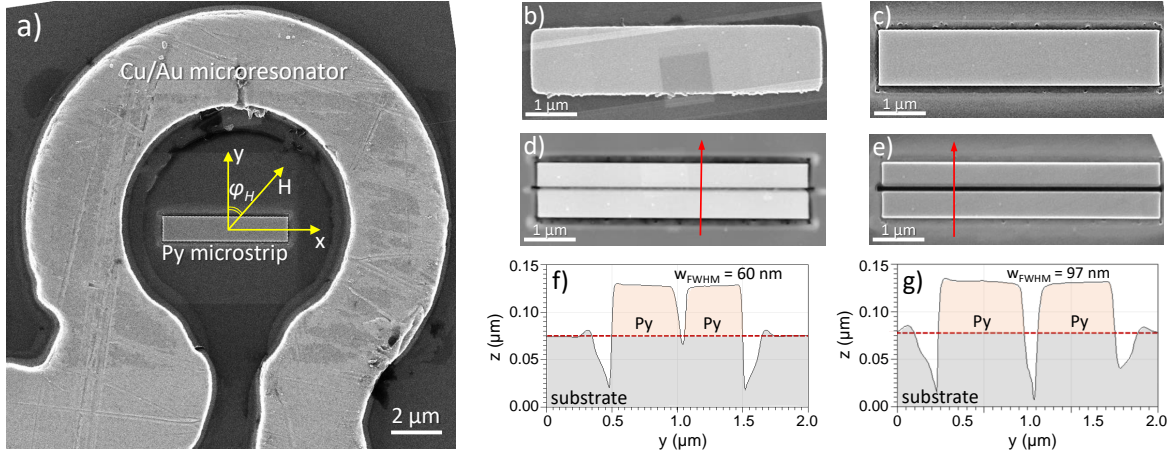 a)
Cu/Au microresonator
y
φH
H
x
Py microstrip
2 μm
b)
1 μm
c)
1 μm
d)
1 μm
e)
1 μm
f)
wFWHM = 60 nm
0.15
0.10
0.05
0.00
z (μm)
Py
Py
substrate
0.0
0.5
1.0
1.5
2.0
y (μm)
g)
wFWHM = 97 nm
0.15
0.10
0.05
0.00
z (μm)
Py
Py
substrate
0.0
0.5
1.0
1.5
2.0
y (μm)